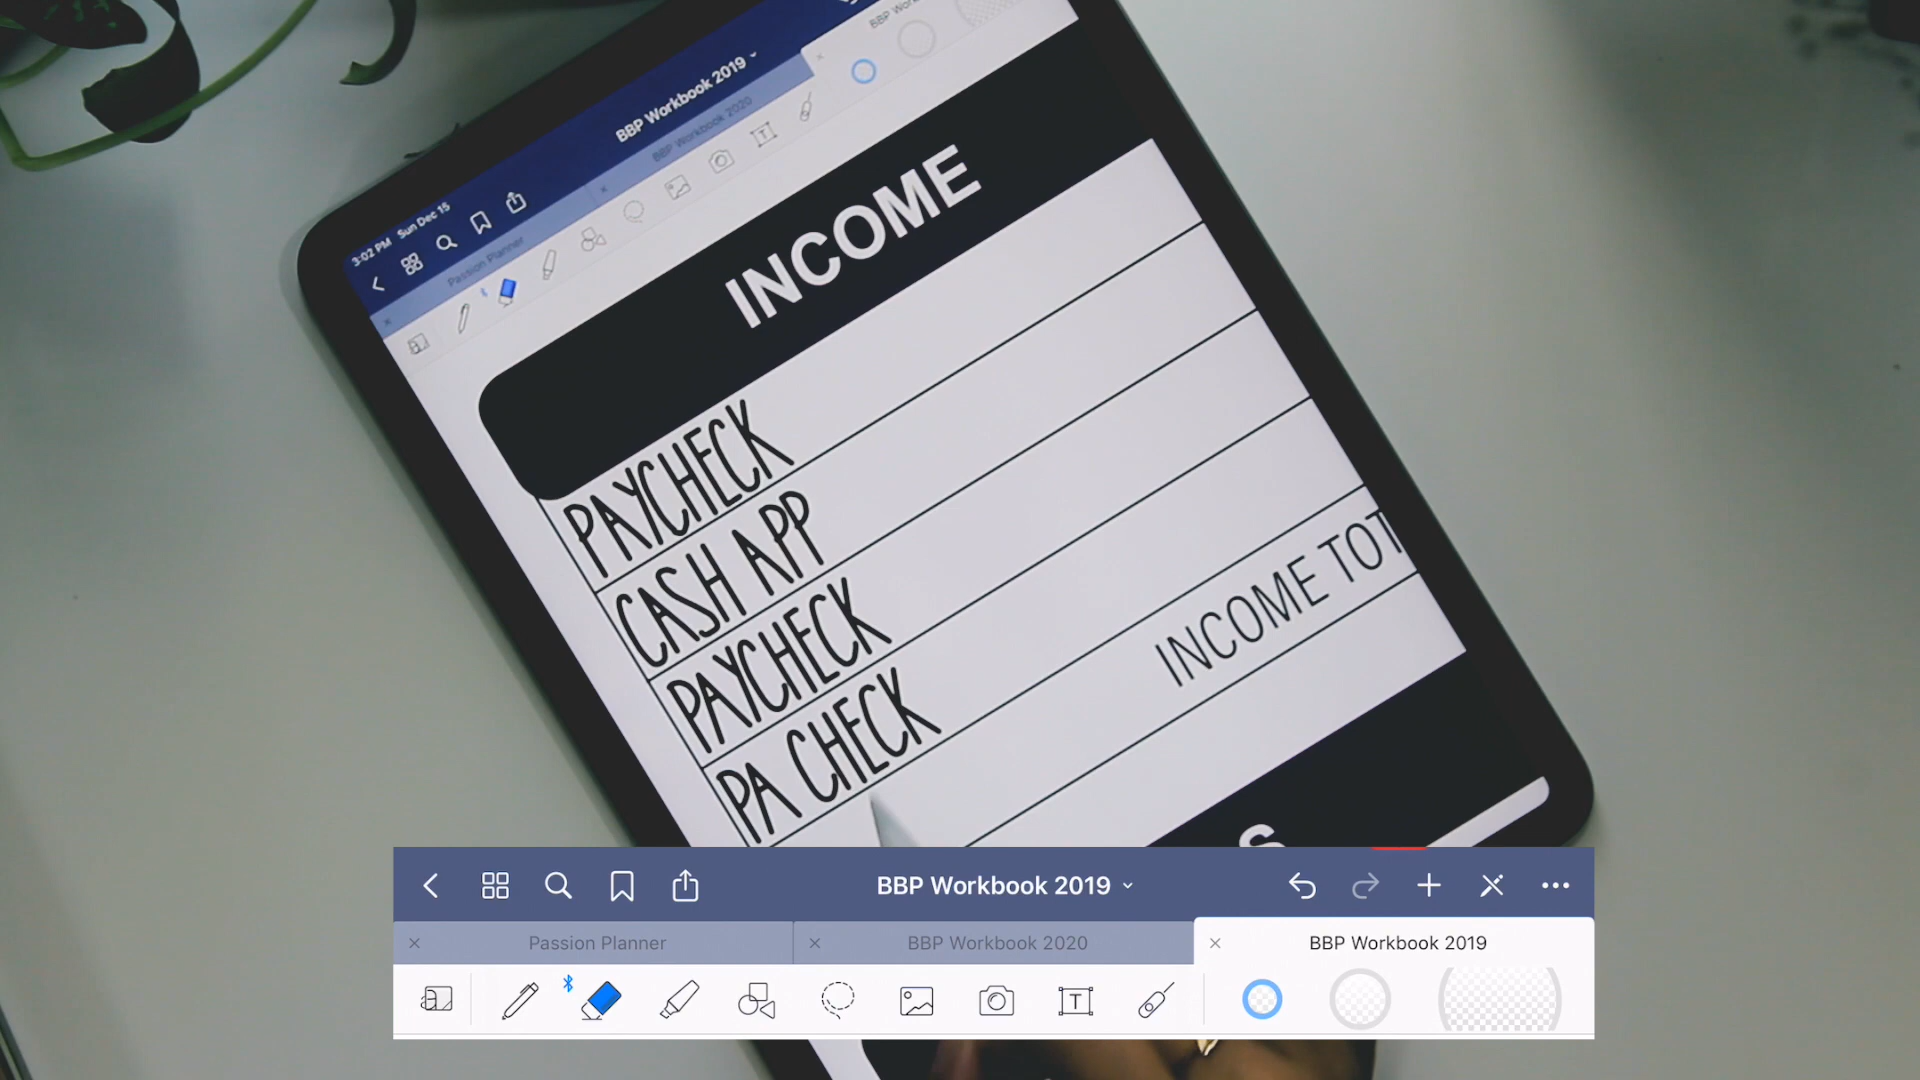 3:02 PM Sun Dec 15
BBP Workbook 2019
Passion Planner
BBP Workbook 2020
INCOME
PAYCHECK
CASH APP
PAYCHECK
PA CHECK
INCOME TOT
S
BBP Workbook 2019
Passion Planner
BBP Workbook 2020
BBP Workbook 2019
T